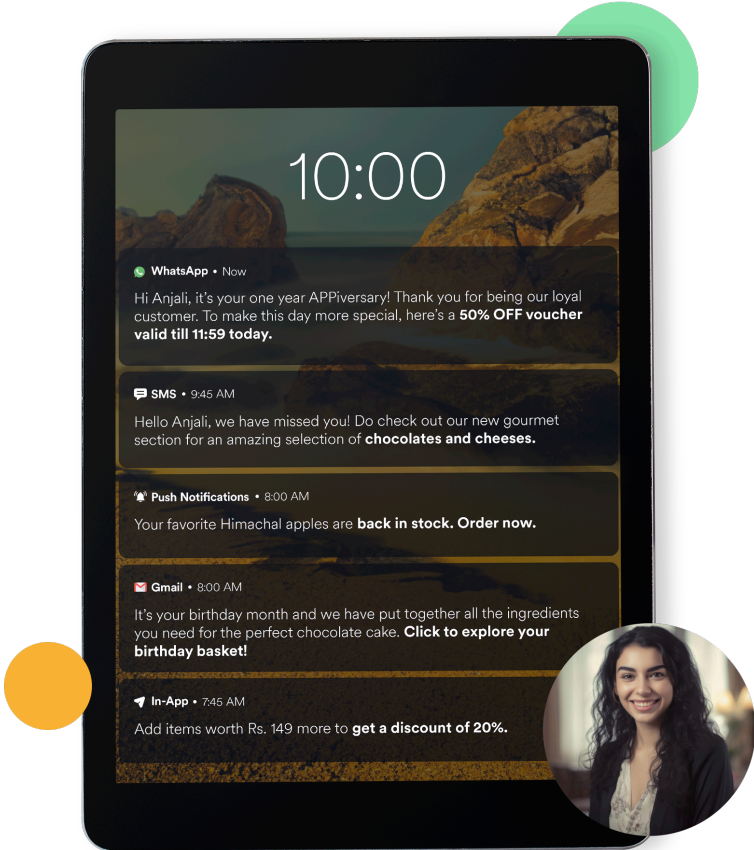 10:00
WhatsApp • Now
Hi Anjali, it's your one year APPiversary! Thank you for being our loyal
customer. To make this day more special, here's a 50% OFF voucher
valid till 11:59 today.
SMS • 9:45 AM
Hello Anjali, we have missed you! Do check out our new gourmet
section for an amazing selection of chocolates and cheeses.
Push Notifications • 8:00 AM
Your favorite Himachal apples are back in stock. Order now.
Gmail • 8:00 AM
It's your birthday month and we have put together all the ingredients
you need for the perfect chocolate cake. Click to explore your
birthday basket!
In-App • 7:45 AM
Add items worth Rs. 149 more to get a discount of 20%.